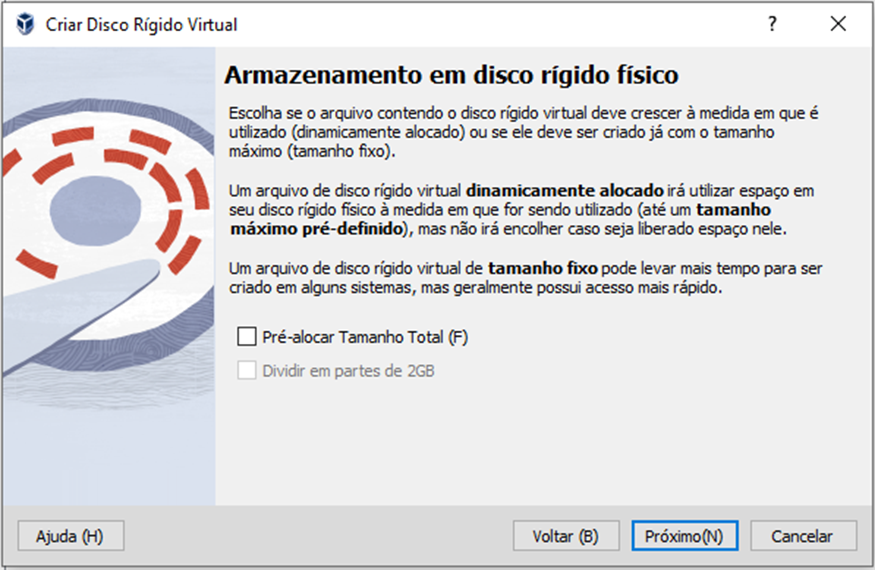 Criar Disco Rígido Virtual
?
Armazenamento em disco rígido físico
Escolha se o arquivo contendo o disco rígido virtual deve crescer à medida em que é
utilizado (dinamicamente alocado) ou se ele deve ser criado já com o tamanho
máximo (tamanho fixo).
Um arquivo de disco rígido virtual dinamicamente alocado irá utilizar espaço em
seu disco rígido físico à medida em que for sendo utilizado (até um tamanho
máximo pré-definido), mas não irá encolher caso seja liberado espaço nele.
Um arquivo de disco rígido virtual de tamanho fixo pode levar mais tempo para ser
criado em alguns sistemas, mas geralmente possui acesso mais rápido.
Pré-alocar Tamanho Total (F)
Dividir em partes de 2GB
Ajuda (H)
Voltar (B)
Próximo(N)
Cancelar